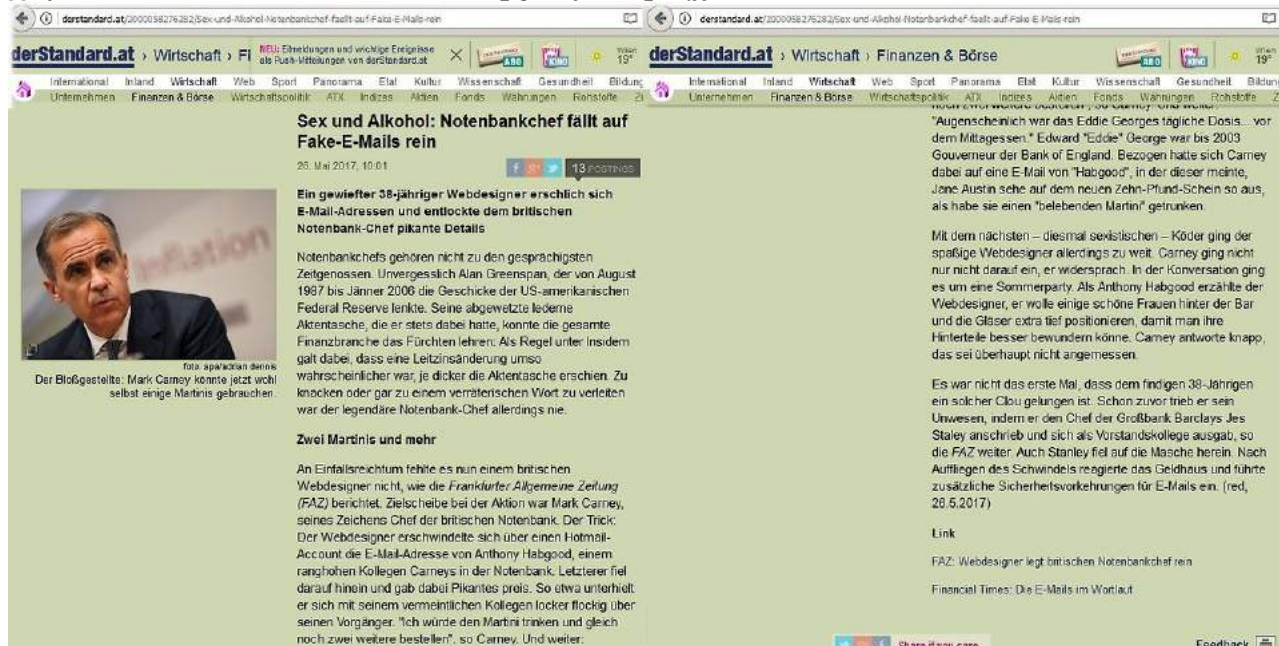 derstandard.at/2000058276282/Sex-und-Alkohol-Notenbankchef-faellt-auf-Fake-E-Mails-rein
derStandard.at › Wirtschaft › Fi
NEU: Eilmeldungen und wichtige Ereignisse
als Push-Mitteilungen von derStandard.at
ABO
KINO
Wien
19°
International Inland Wirtschaft Web Sport Panorama Etat Kultur Wissenschaft Gesundheit Bildung
Unternehmen Finanzen & Börse Wirtschaftspolitik ATX Indizes Aktien Fonds Währungen Rohstoffe
Sex und Alkohol: Notenbankchef fällt auf
Fake-E-Mails rein
26. Mai 2017, 10:01
13 POSTINGS
Ein gewiefter 38-jähriger Webdesigner erschlich sich
E-Mail-Adressen und entlockte dem britischen
Notenbank-Chef pikante Details
Notenbankchefs gehören nicht zu den gesprächigsten
Zeitgenossen. Unvergesslich Alan Greenspan, der von August
1987 bis Jänner 2006 die Geschicke der US-amerikanischen
Federal Reserve lenkte. Seine abgewetzte lederne
Aktentasche, die er stets dabei hatte, konnte die gesamte
Finanzbranche das Fürchten lehren: Als Regel unter Insidern
galt dabei, dass eine Leitzinsänderung umso
wahrscheinlicher war, je dicker die Aktentasche erschien. Zu
knacken oder gar zu einem verräterischen Wort zu verleiten
war der legendäre Notenbank-Chef allerdings nie.
nflation
foto: apa/adrian dennis
Der Bloßgestellte: Mark Carney könnte jetzt wohl
selbst einige Martinis gebrauchen.
Zwei Martinis und mehr
An Einfallsreichtum fehlte es nun einem britischen
Webdesigner nicht, wie die Frankfurter Allgemeine Zeitung
(FAZ) berichtet. Zielscheibe bei der Aktion war Mark Carney,
seines Zeichens Chef der britischen Notenbank. Der Trick:
Der Webdesigner erschwindelte sich über einen Hotmail-
Account die E-Mail-Adresse von Anthony Habgood, einem
ranghohen Kollegen Carneys in der Notenbank. Letzterer fiel
darauf hinein und gab dabei Pikantes preis. So etwa unterhielt
er sich mit seinem vermeintlichen Kollegen locker flockig über
seinen Vorgänger. "Ich würde den Martini trinken und gleich
noch zwei weitere bestellen", so Carney. Und weiter:
derstandard.at/2000058276282/Sex-und-Alkohol-Notenbankchef-faellt-auf-Fake-E-Mails-rein
derStandard.at › Wirtschaft › Finanzen & Börse
ABO
KINO
Wien
19°
International Inland Wirtschaft Web Sport Panorama Etat Kultur Wissenschaft Gesundheit Bildun
Unternehmen Finanzen & Börse Wirtschaftspolitik ATX Indizes Aktien Fonds Währungen Rohstoffe
noch zwei weitere bestellen", so Carney. Und weiter:
"Augenscheinlich war das Eddie Georges tägliche Dosis... vor
dem Mittagessen." Edward "Eddie" George war bis 2003
Gouverneur der Bank of England. Bezogen hatte sich Carney
dabei auf eine E-Mail von "Habgood", in der dieser meinte,
Jane Austin sehe auf dem neuen Zehn-Pfund-Schein so aus,
als habe sie einen "belebenden Martini" getrunken.
Mit dem nächsten – diesmal sexistischen – Köder ging der
spaßige Webdesigner allerdings zu weit. Carney ging nicht
nur nicht darauf ein, er widersprach. In der Konversation ging
es um eine Sommerparty. Als Anthony Habgood erzählte der
Webdesigner, er wolle einige schöne Frauen hinter der Bar
und die Gläser extra tief positionieren, damit man ihre
Hinterteile besser bewundern könne. Carney antworte knapp,
das sei überhaupt nicht angemessen.
Es war nicht das erste Mal, dass dem findigen 38-Jährigen
ein solcher Clou gelungen ist. Schon zuvor trieb er sein
Unwesen, indem er den Chef der Großbank Barclays Jes
Staley anschrieb und sich als Vorstandskollege ausgab, so
die FAZ weiter. Auch Stanley fiel auf die Masche herein. Nach
Auffliegen des Schwindels reagierte das Geldhaus und führte
zusätzliche Sicherheitsvorkehrungen für E-Mails ein. (red,
26.5.2017)
Link
FAZ: Webdesigner legt britischen Notenbankchef rein
Financial Times: Die E-Mails im Wortlaut
Share if you care
Feedback